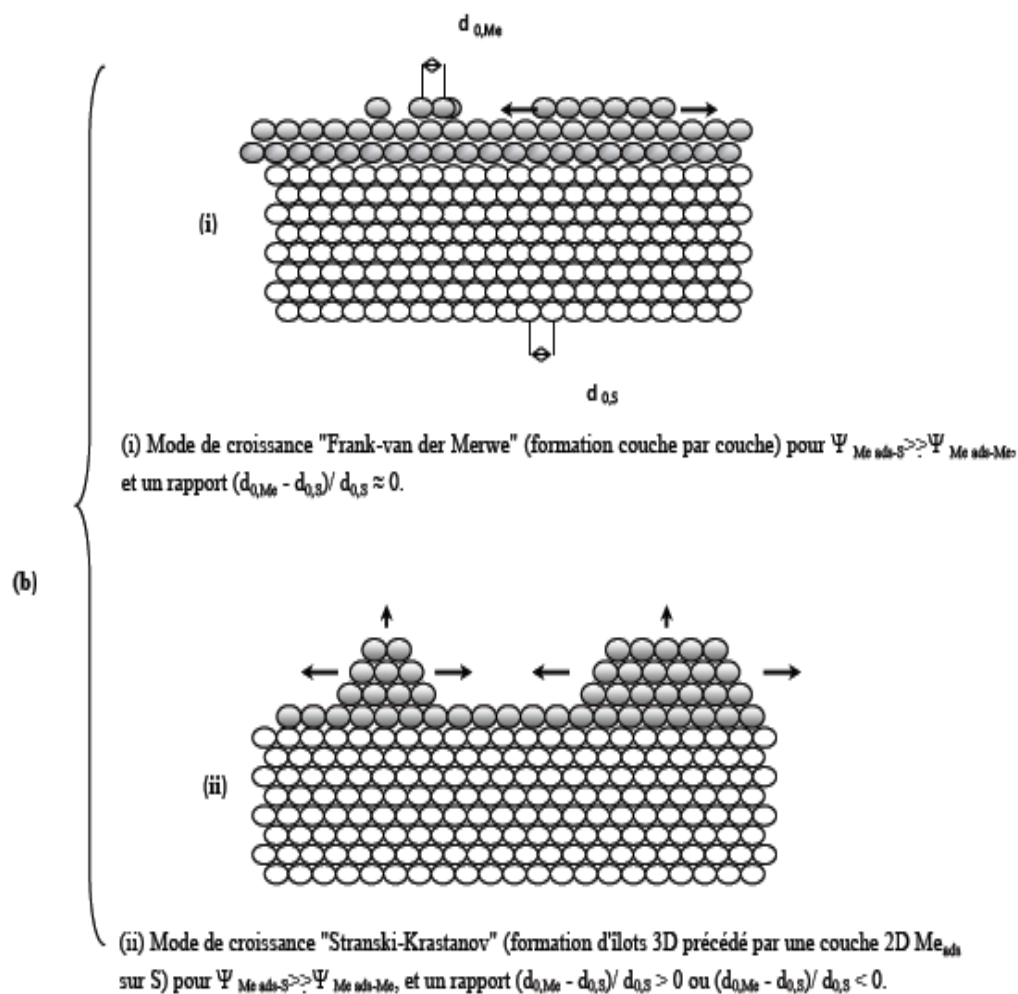 d 0,Me
(i)
d 0,S
(i) Mode de croissance "Frank-van der Merwe" (formation couche par couche) pour Ψ Me ads-S>>Ψ Me ads-Me,
et un rapport (d0,Me - d0,S)/ d0,S ≈ 0.
(b)
(ii)
(ii) Mode de croissance "Stranski-Krastanov" (formation d'îlots 3D précédé par une couche 2D Meads
sur S) pour Ψ Me ads-S>>Ψ Me ads-Me, et un rapport (d0,Me - d0,S)/ d0,S > 0 ou (d0,Me - d0,S)/ d0,S < 0.